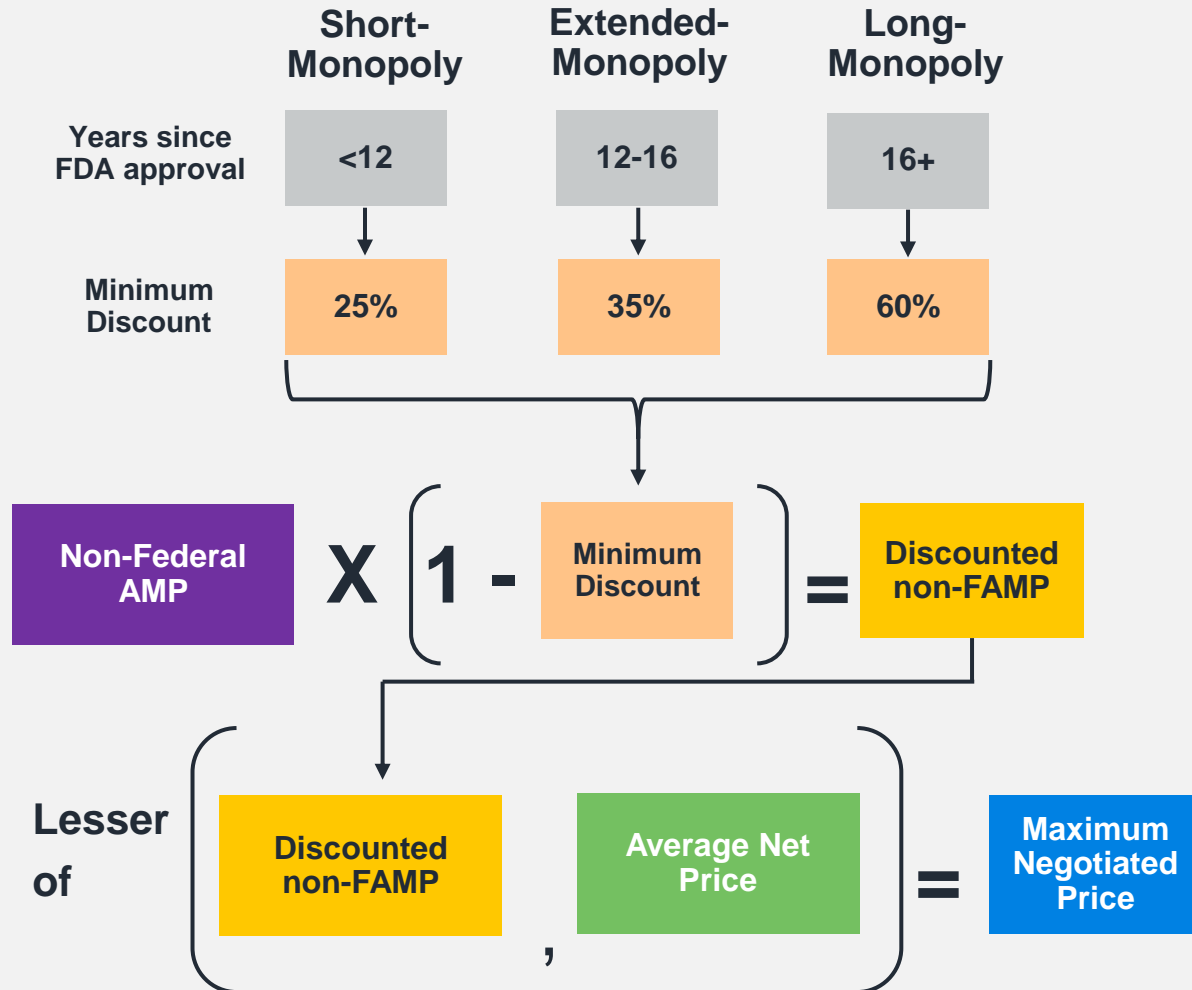 Short-
Monopoly
Extended-
Monopoly
Long-
Monopoly
Years since
FDA approval
<12
12-16
16+
Minimum
Discount
25%
35%
60%
Non-Federal
AMP
X
(
1 -
Minimum
Discount
)
=
Discounted
non-FAMP
Lesser
of
(
Discounted
non-FAMP
,
Average Net
Price
)
=
Maximum
Negotiated
Price